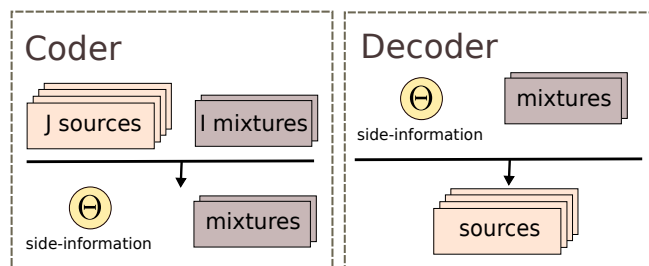 Coder
J sources
I mixtures
Θ
side-information
mixtures
Decoder
Θ
side-information
mixtures
sources